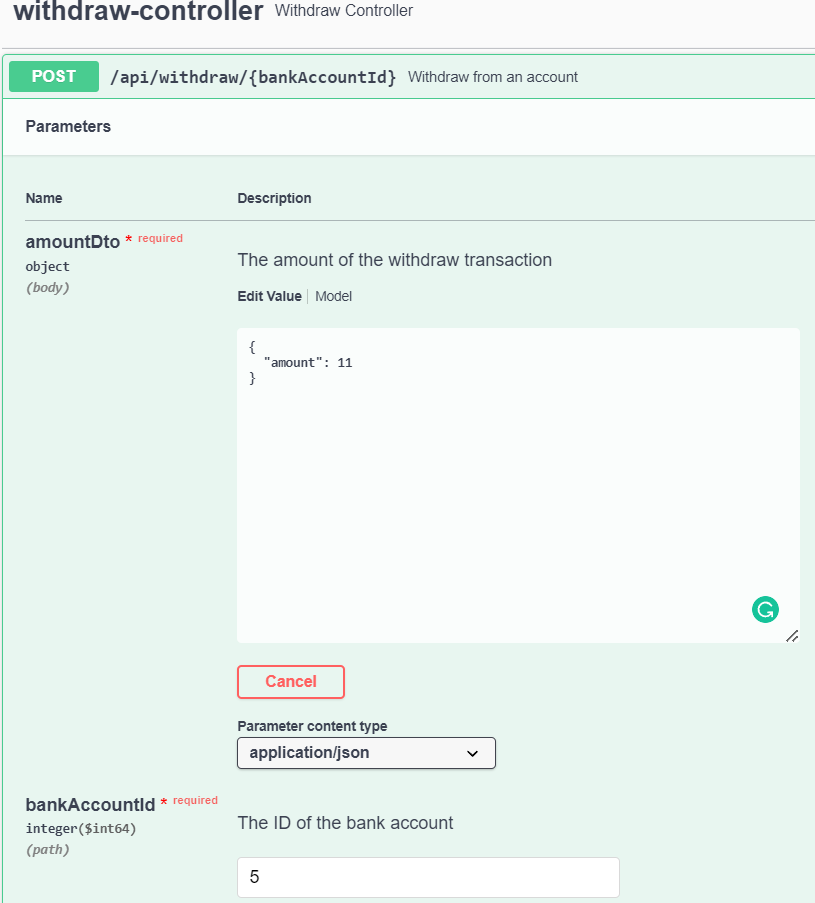 withdraw-controller Withdraw Controller
POST /api/withdraw/{bankAccountId} Withdraw from an account
Parameters
Name Description
amountDto * required
object
(body)
The amount of the withdraw transaction
Edit Value | Model
{
"amount": 11
}
Cancel
Parameter content type
application/json
bankAccountId * required
integer($int64)
(path)
The ID of the bank account
5